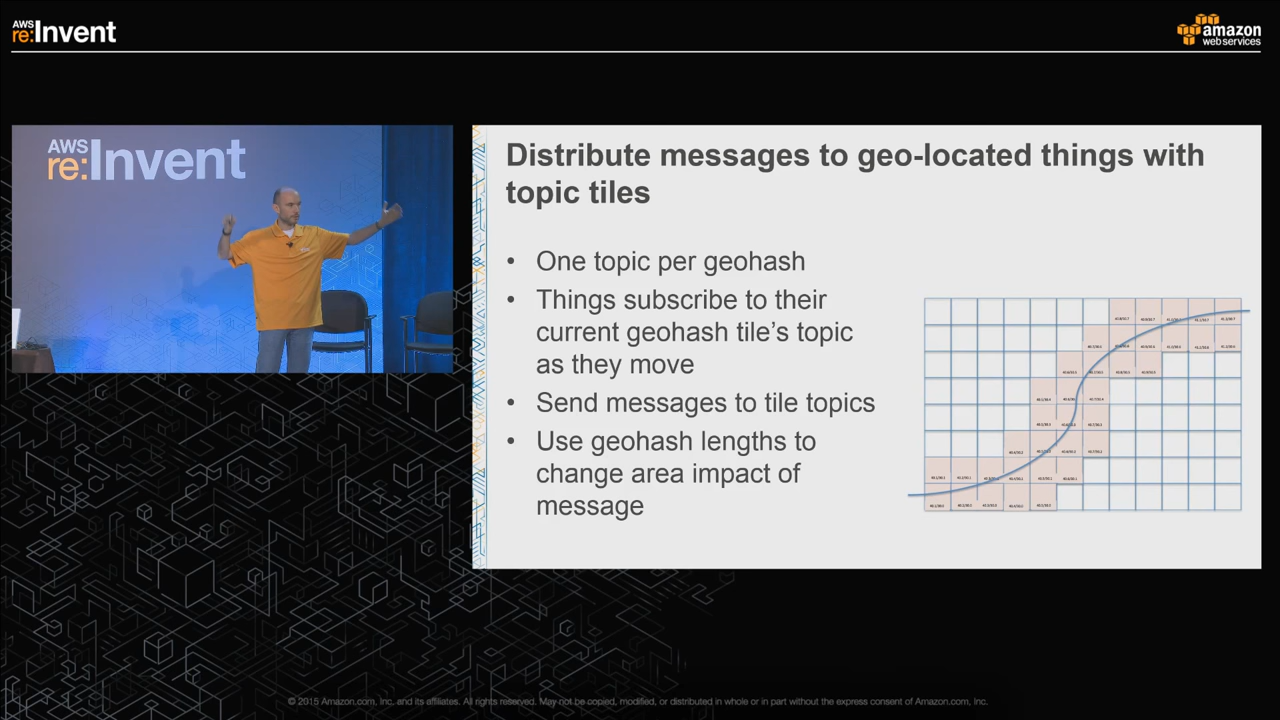 AWS
re:Invent
amazon
web services
AWS
re:Invent
Distribute messages to geo-located things with
topic tiles
• One topic per geohash
• Things subscribe to their
current geohash tile's topic
as they move
• Send messages to tile topics
• Use geohash lengths to
change area impact of
message
© 2015 Amazon.com, Inc. and its affiliates. All rights reserved. May not be copied, modified, or distributed in whole or in part without the express consent of Amazon.com, Inc.